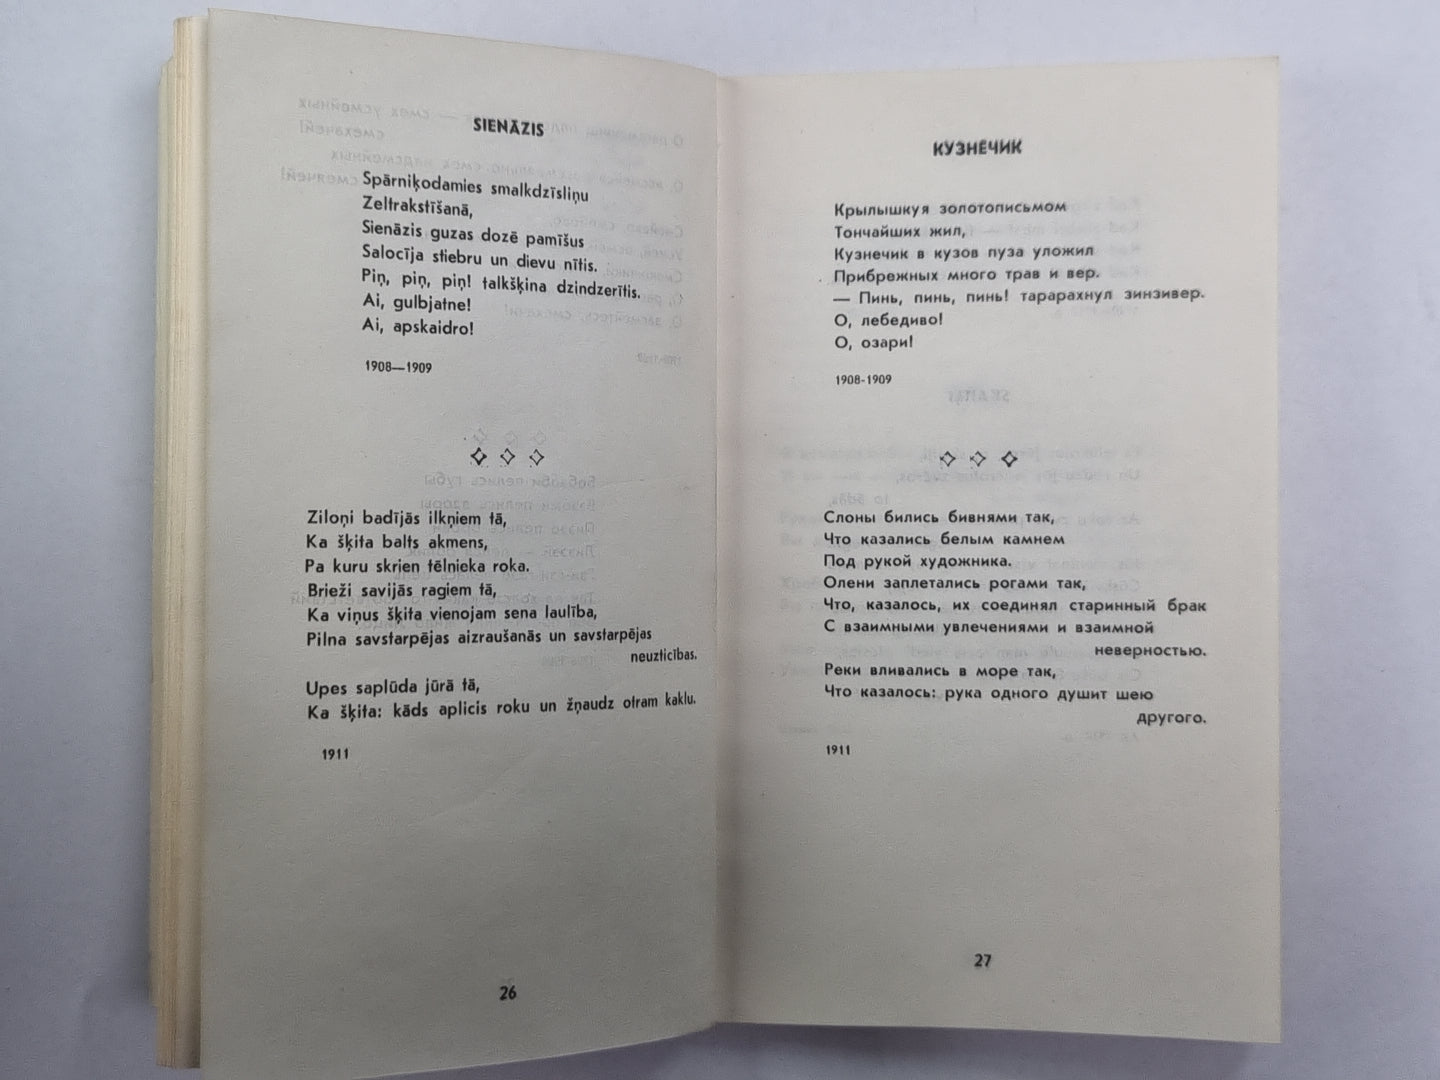 SIENĀZIS
Spārniķodamies smalkdzīsliņu
Zeltrakstīšanā,
Sienāzis guzas dozē pamīšus
Salocīja stiebru un dievu nītis.
Piņ, piņ, piņ! talkšķina dzindzerītis.
Ai, gulbjatne!
Ai, apskaidro!
1908—1909
Ziloņi badījās ilkņiem tā,
Ka šķita balts akmens,
Pa kuru skrien tēlnieka roka.
Brieži savijās ragiem tā,
Ka viņus šķita vienojam sena laulība,
Pilna savstarpējas aizraušanās un savstarpējas
neuzticības.
Upes saplūda jūrā tā,
Ka šķita: kāds aplicis roku un žņaudz otram kaklu.
1911
26
КУЗНЕЧИК
Крылышкуя золотописьмом
Тончайших жил,
Кузнечик в кузов пуза уложил
Прибрежных много трав и вер.
— Пинь, пинь, пинь! тарарахнул зинзивер.
О, лебедиво!
О, озари!
1908-1909
Слоны бились бивнями так,
Что казались белым камнем
Под рукой художника.
Олени заплетались рогами так,
Что, казалось, их соединял старинный брак
С взаимными увлечениями и взаимной
неверностью.
Реки вливались в море так,
Что казалось: рука одного душит шею
другого.
1911
27